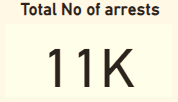 Total No of arrests
11K